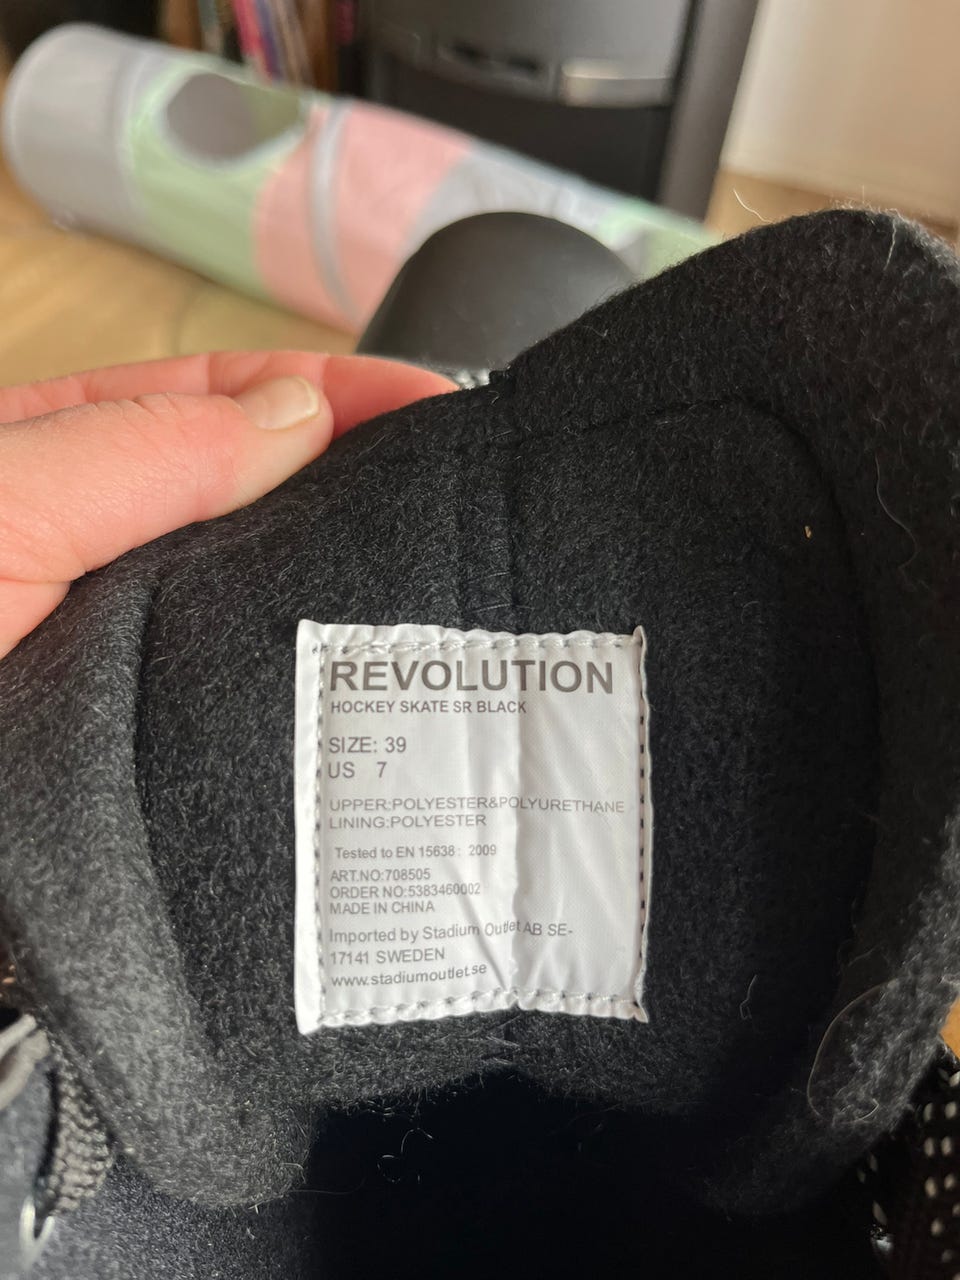 REVOLUTION
HOCKEY SKATE SR BLACK
SIZE: 39
US 7
UPPER:POLYESTER&POLYURETHANE
LINING:POLYESTER
Tested to EN 15638: 2009
ART.NO:708505
ORDER NO:5383460002
MADE IN CHINA
Imported by Stadium Outlet AB SE-
17141 SWEDEN
www.stadiumoutlet.se